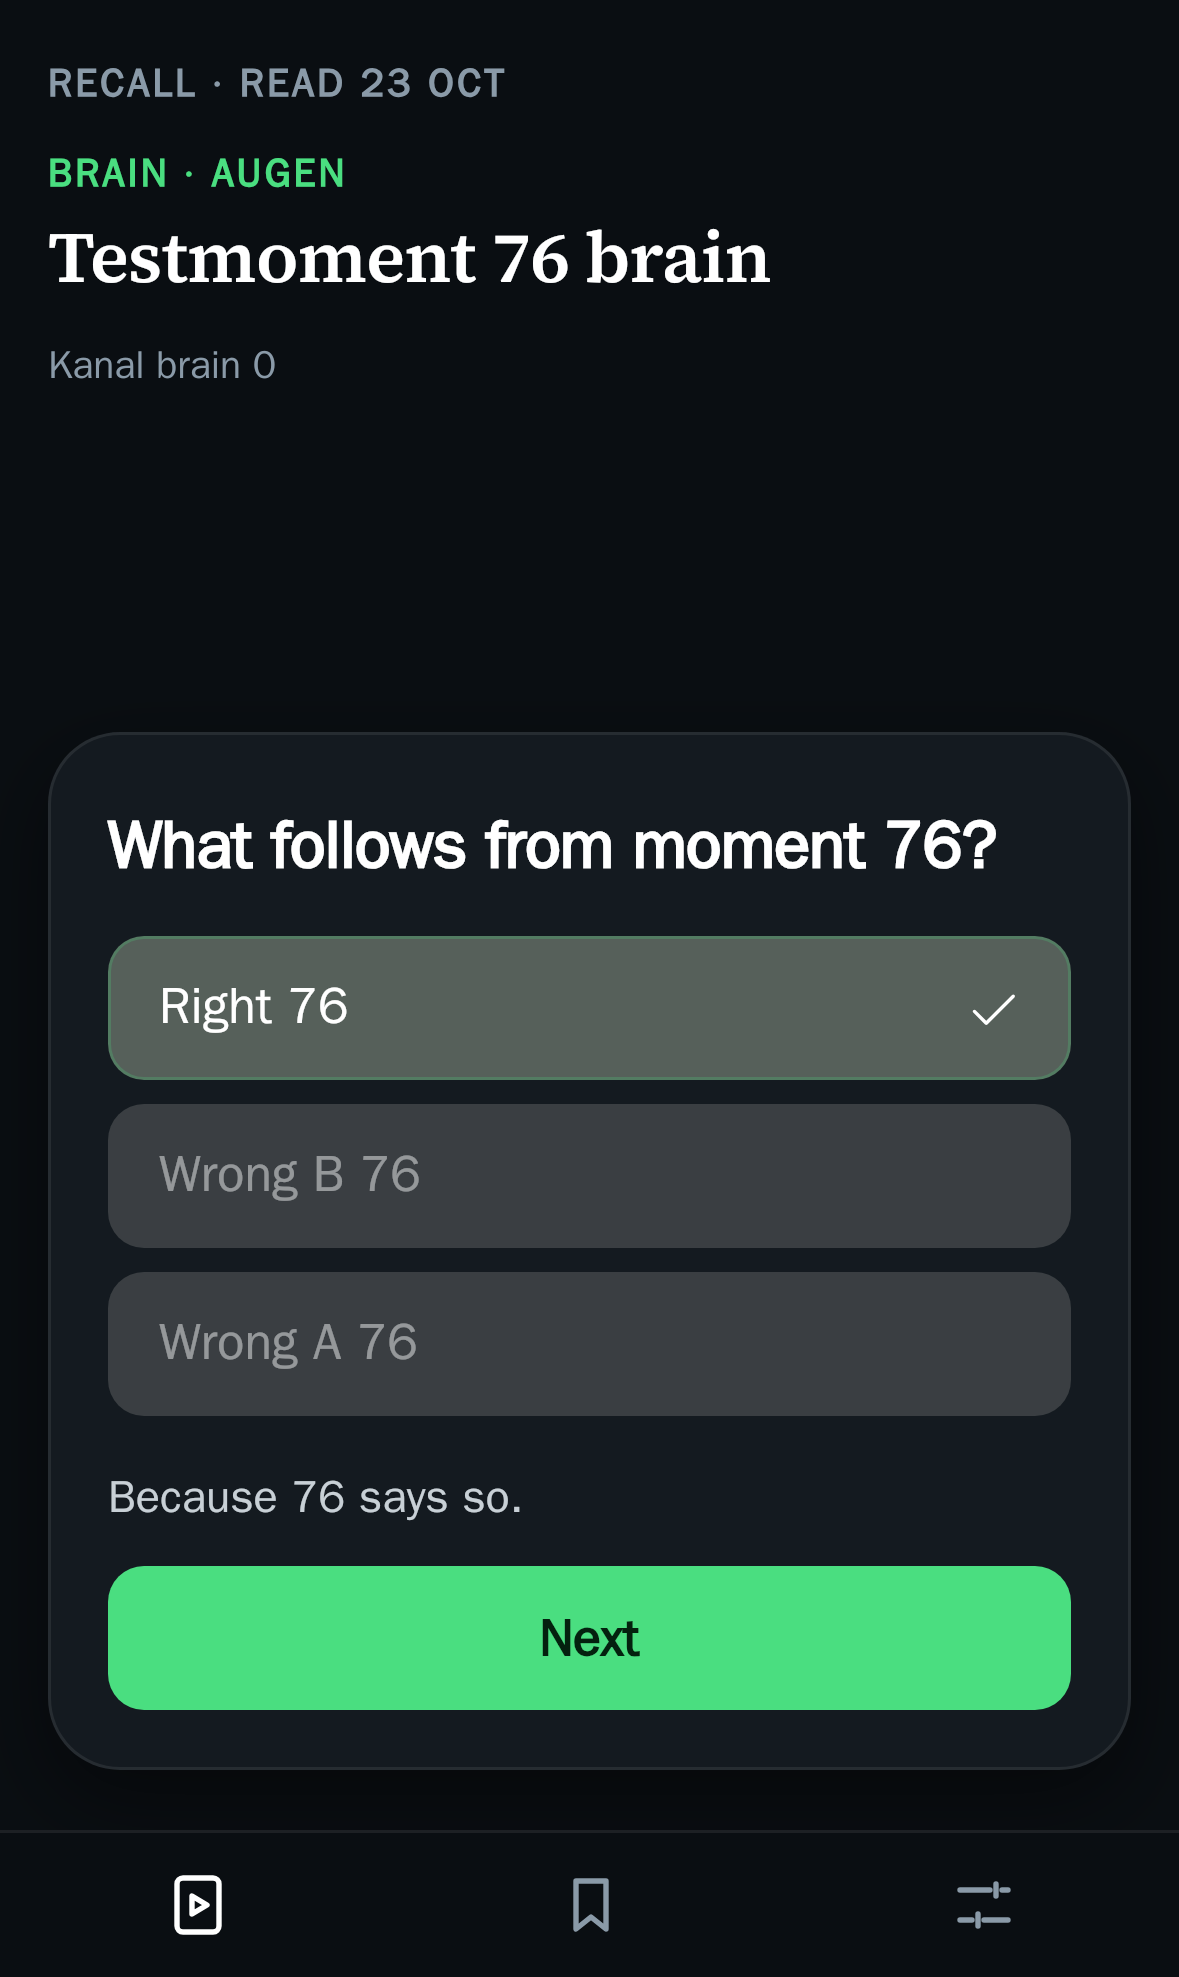 RECALL · READ 23 OCT
BRAIN · AUGEN
Testmoment 76 brain
Kanal brain 0
What follows from moment 76?
Right 76
Wrong B 76
Wrong A 76
Because 76 says so.
Next